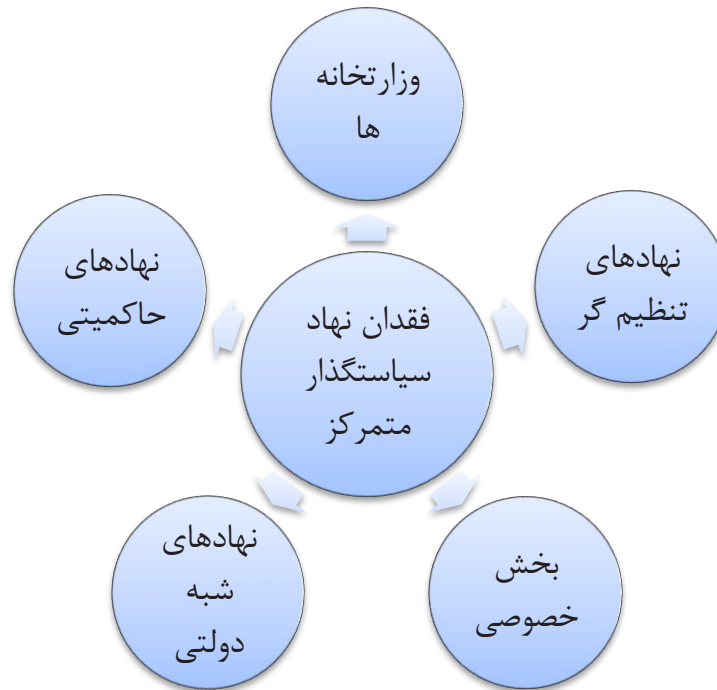 وزارتخانه
ها
نهادهای
تنظیم گر
نهادهای
حاکمیتی
فقدان نهاد
سیاستگذار
متمرکز
بخش
خصوصی
نهادهای
شبه
دولتی